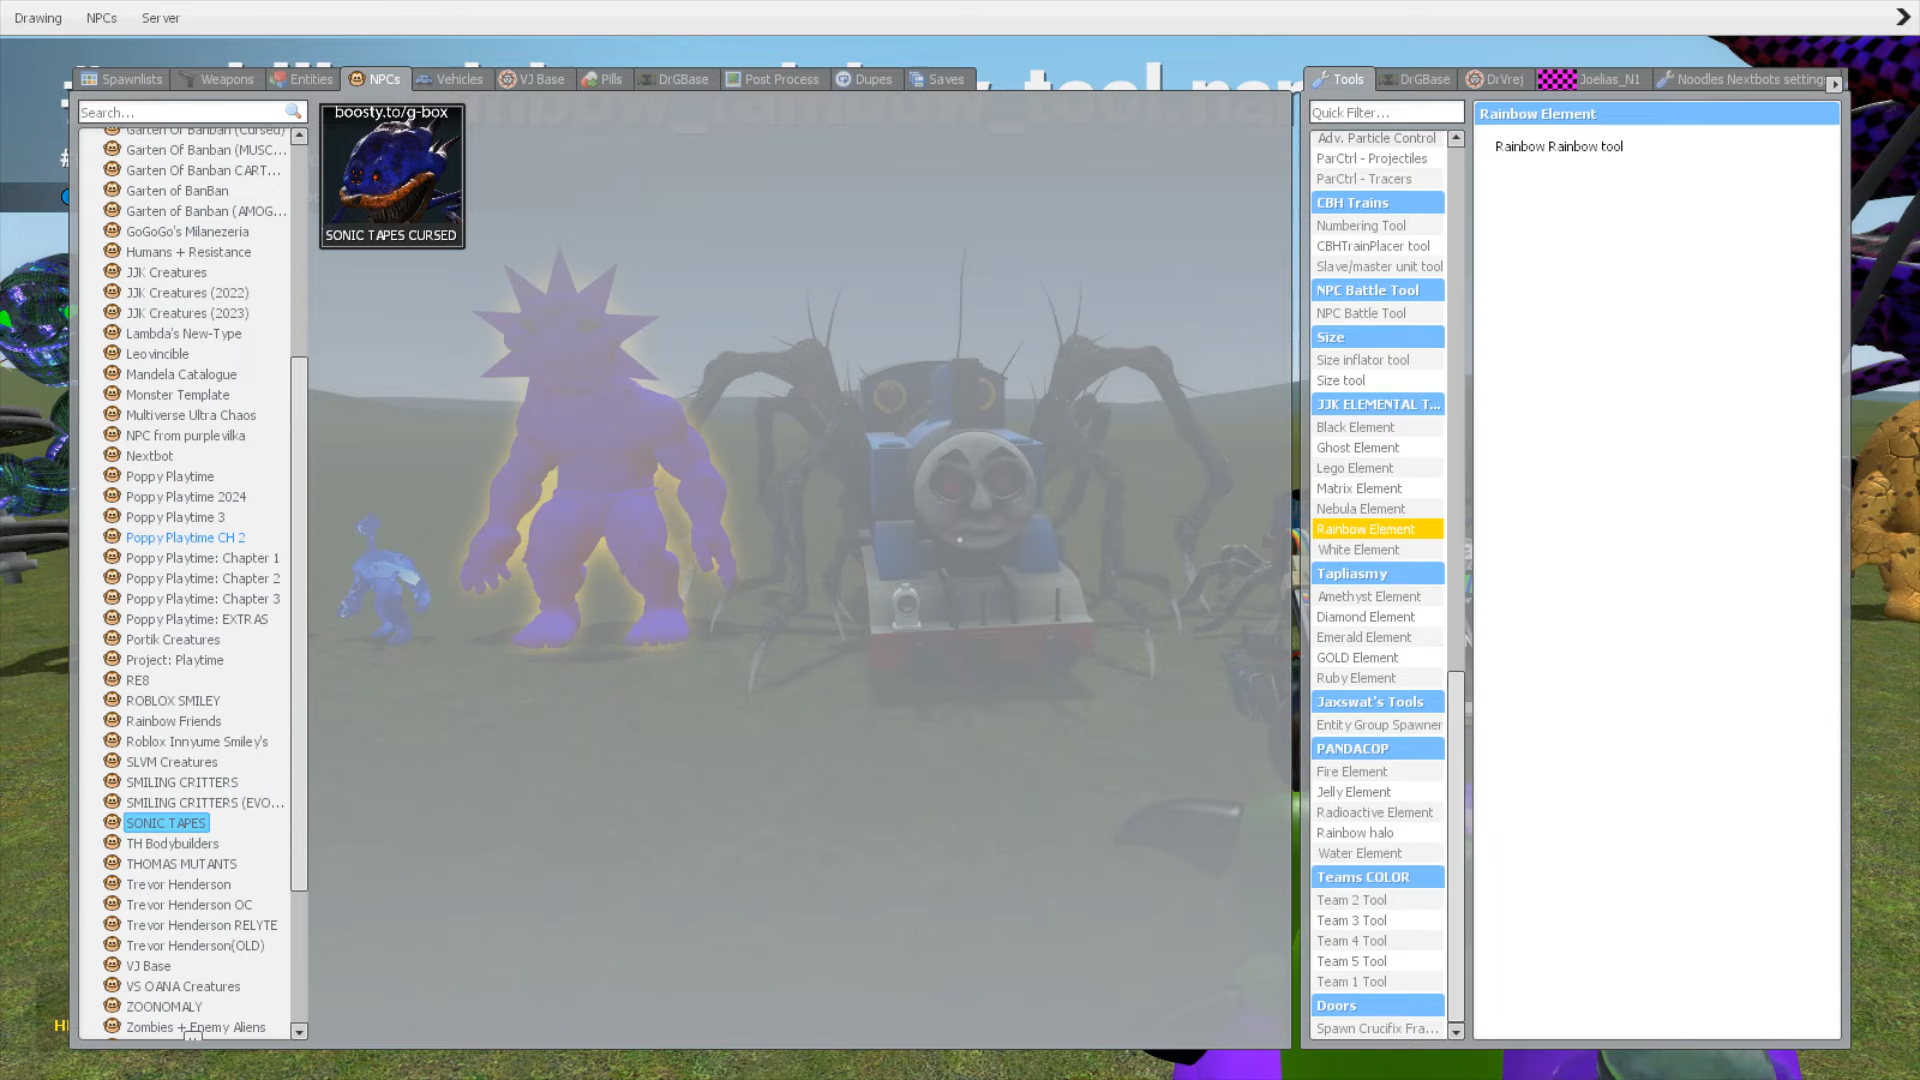 Drawing NPCs Server
Spawnlists Weapons Entities NPCs Vehicles VJ Base Pills DrGBase Post Process Dupes Saves
Search...
Garten Of Banban (Cursed)
Garten Of Banban (MUSC...
Garten Of Banban CART...
Garten of BanBan
Garten of Banban (AMOG...
GoGoGo's Milanezeria
Humans + Resistance
JJK Creatures
JJK Creatures (2022)
JJK Creatures (2023)
Lambda's New-Type
Leovincible
Mandela Catalogue
Monster Template
Multiverse Ultra Chaos
NPC from purplevilka
Nextbot
Poppy Playtime
Poppy Playtime 2024
Poppy Playtime 3
Poppy Playtime CH 2
Poppy Playtime: Chapter 1
Poppy Playtime: Chapter 2
Poppy Playtime: Chapter 3
Poppy Playtime: EXTRAS
Portik Creatures
Project: Playtime
RE8
ROBLOX SMILEY
Rainbow Friends
Roblox Innyume Smiley's
SLVM Creatures
SMILING CRITTERS
SMILING CRITTERS (EVO...
SONIC TAPES
TH Bodybuilders
THOMAS MUTANTS
Trevor Henderson
Trevor Henderson OC
Trevor Henderson RELYTE
Trevor Henderson(OLD)
VJ Base
VS OANA Creatures
ZOONOMALY
Zombies + Enemy Aliens
boosty.to/g-box
SONIC TAPES CURSED
Tools DrGBase DrVrej Joelias_N1 Noodles Nextbots setting
Quick Filter...
Adv. Particle Control
ParCtrl - Projectiles
ParCtrl - Tracers
CBH Trains
Numbering Tool
CBHTrainPlacer tool
Slave/master unit tool
NPC Battle Tool
NPC Battle Tool
Size
Size inflator tool
Size tool
JJK ELEMENTAL T...
Black Element
Ghost Element
Lego Element
Matrix Element
Nebula Element
Rainbow Element
White Element
Tapliasmy
Amethyst Element
Diamond Element
Emerald Element
GOLD Element
Ruby Element
Jaxswat's Tools
Entity Group Spawner
PANDACOP
Fire Element
Jelly Element
Radioactive Element
Rainbow halo
Water Element
Teams COLOR
Team 2 Tool
Team 3 Tool
Team 4 Tool
Team 5 Tool
Team 1 Tool
Doors
Spawn Crucifix Fra...
Rainbow Element
Rainbow Rainbow tool